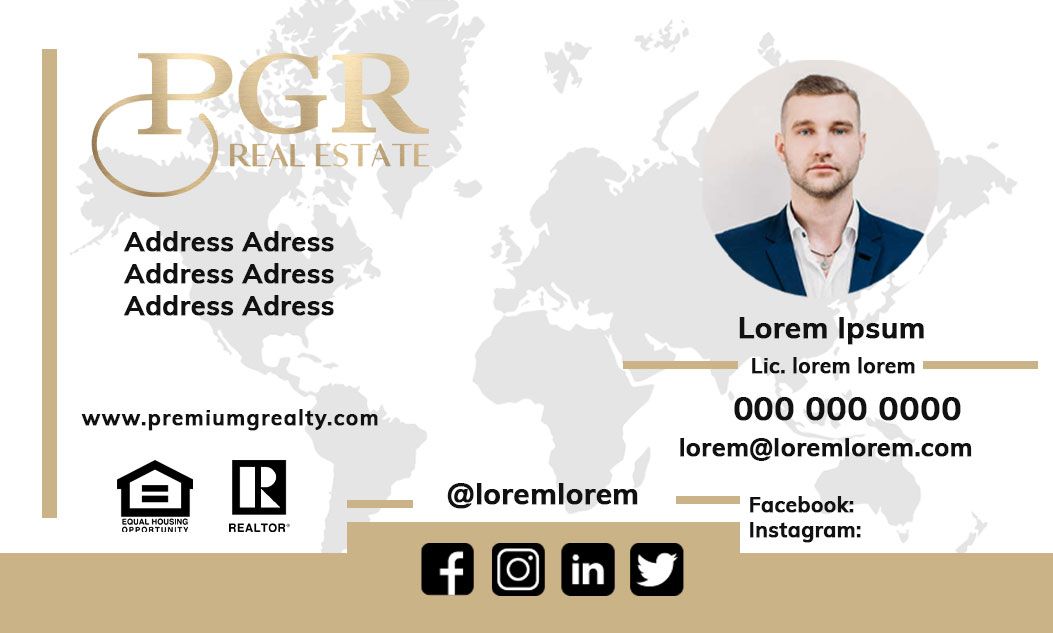 PGR
REAL ESTATE
Address Adress
Address Adress
Address Adress
www.premiumgrealty.com
EQUAL HOUSING
OPPORTUNITY
R
REALTOR®
Lorem Ipsum
Lic. lorem lorem
000 000 0000
lorem@loremlorem.com
@loremlorem
Facebook:
Instagram:
f
in